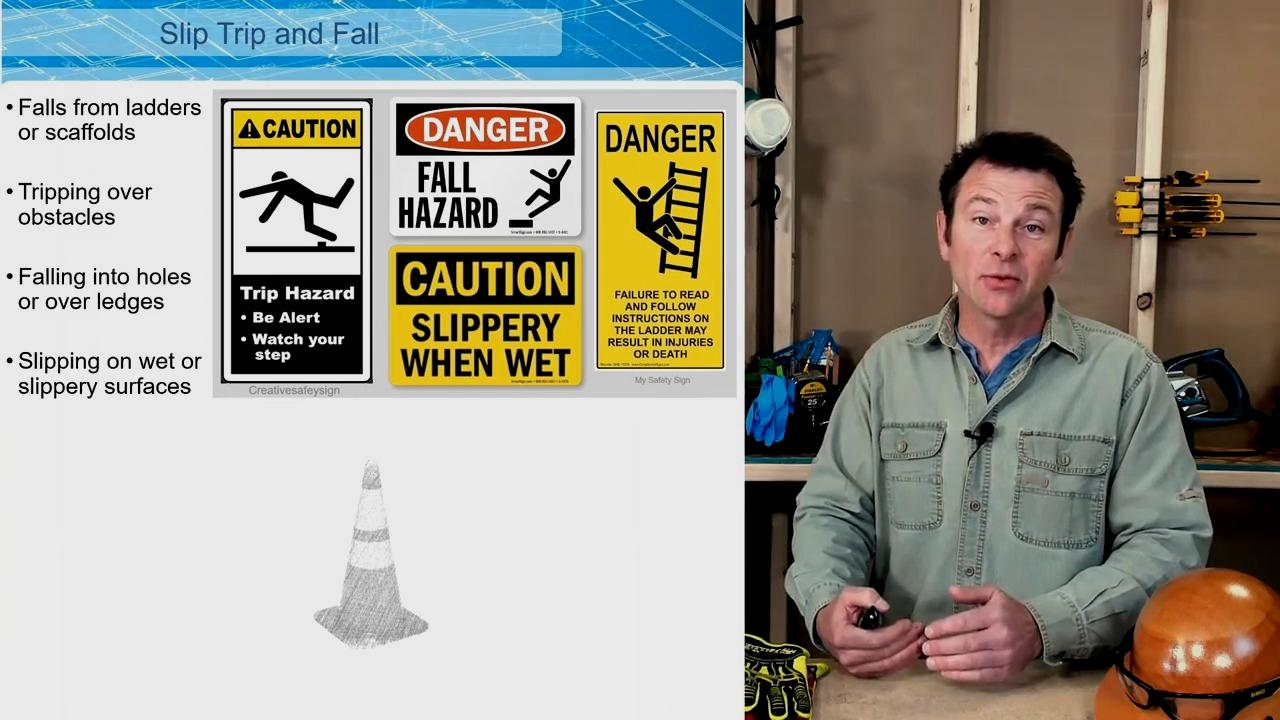 Slip Trip and Fall
• Falls from ladders
or scaffolds
• Tripping over
obstacles
• Falling into holes
or over ledges
• Slipping on wet or
slippery surfaces
CAUTION
Trip Hazard
• Be Alert
• Watch your
step
Creativesafeysign
DANGER
FALL
HAZARD
CAUTION
SLIPPERY
WHEN WET
DANGER
FAILURE TO READ
AND FOLLOW
INSTRUCTIONS ON
THE LADDER MAY
RESULT IN INJURIES
OR DEATH
My Safety Sign
STANLEY
25